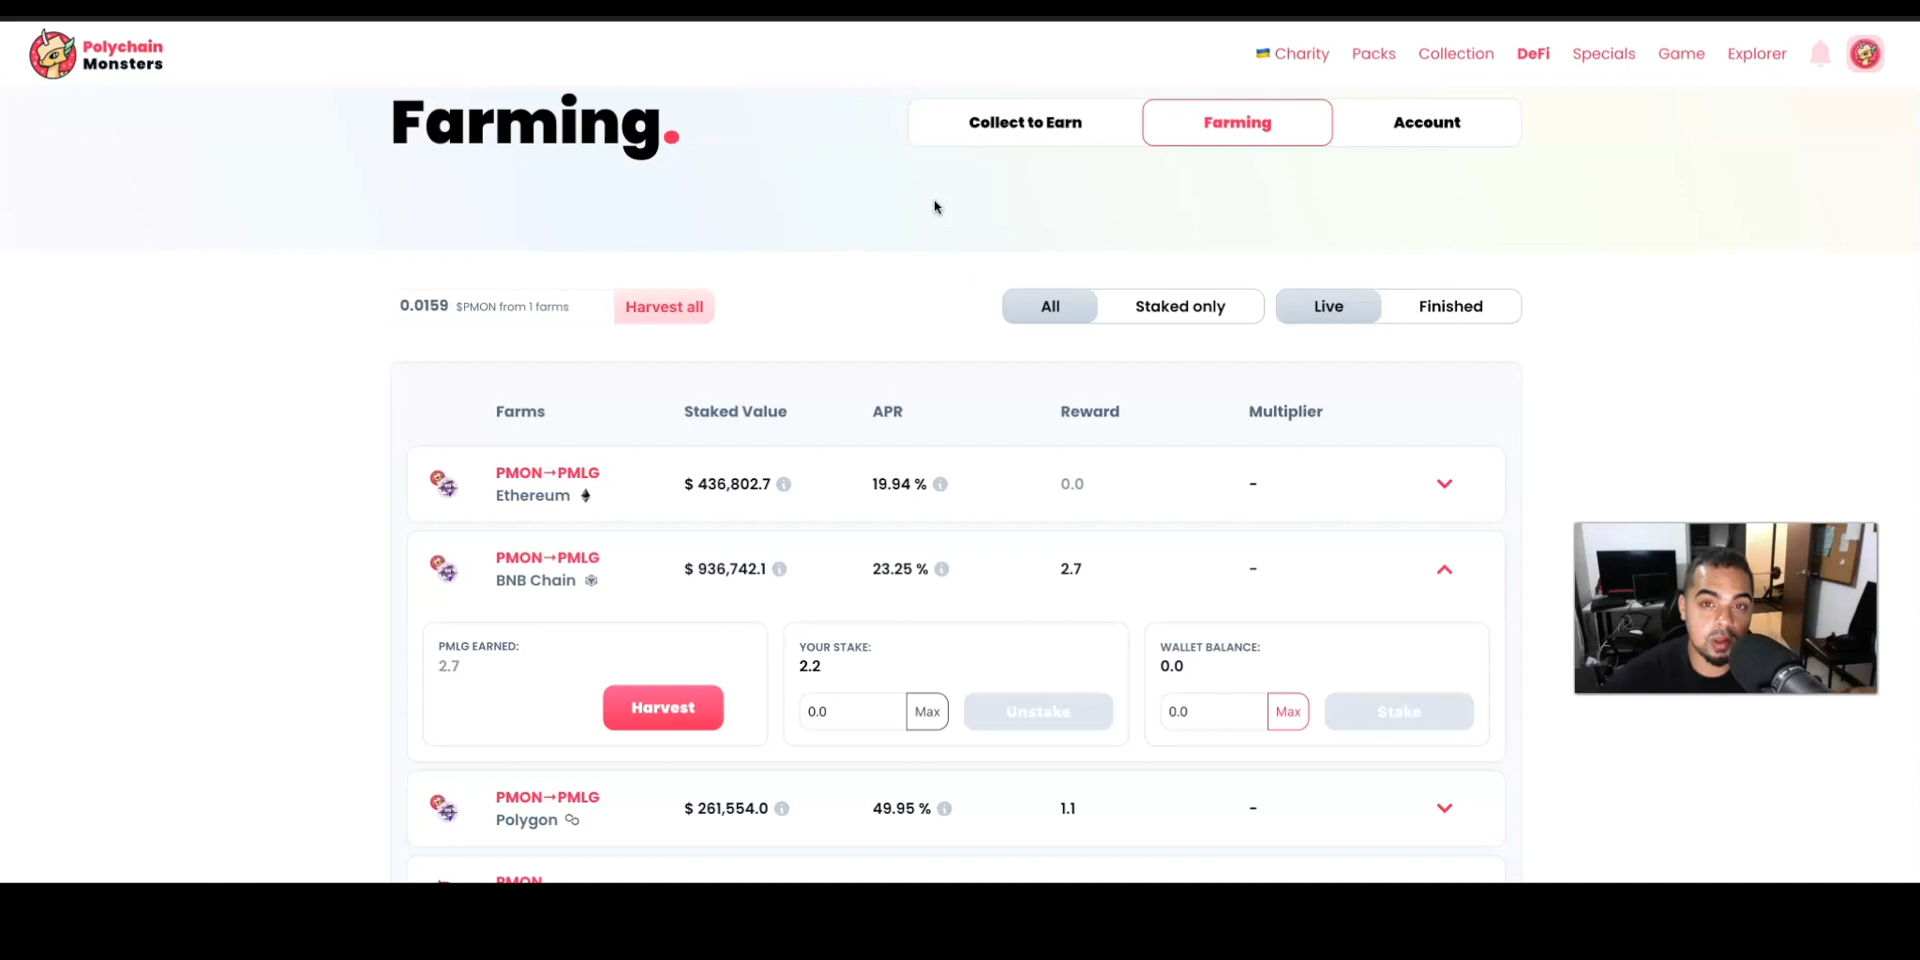 Polychain
Monsters
Charity Packs Collection DeFi Specials Game Explorer
Farming.
Collect to Earn Farming Account
0.0159 $PMON from 1 farms Harvest all
All Staked only Live Finished
Farms Staked Value APR Reward Multiplier
PMON→PMLG
Ethereum
$ 436,802.7 19.94 % 0.0 -
PMON→PMLG
BNB Chain
$ 936,742.1 23.25 % 2.7 -
PMLG EARNED:
2.7
Harvest
YOUR STAKE:
2.2
0.0 Max Unstake
WALLET BALANCE:
0.0
0.0 Max Stake
PMON→PMLG
Polygon
$ 261,554.0 49.95 % 1.1 -
PMON